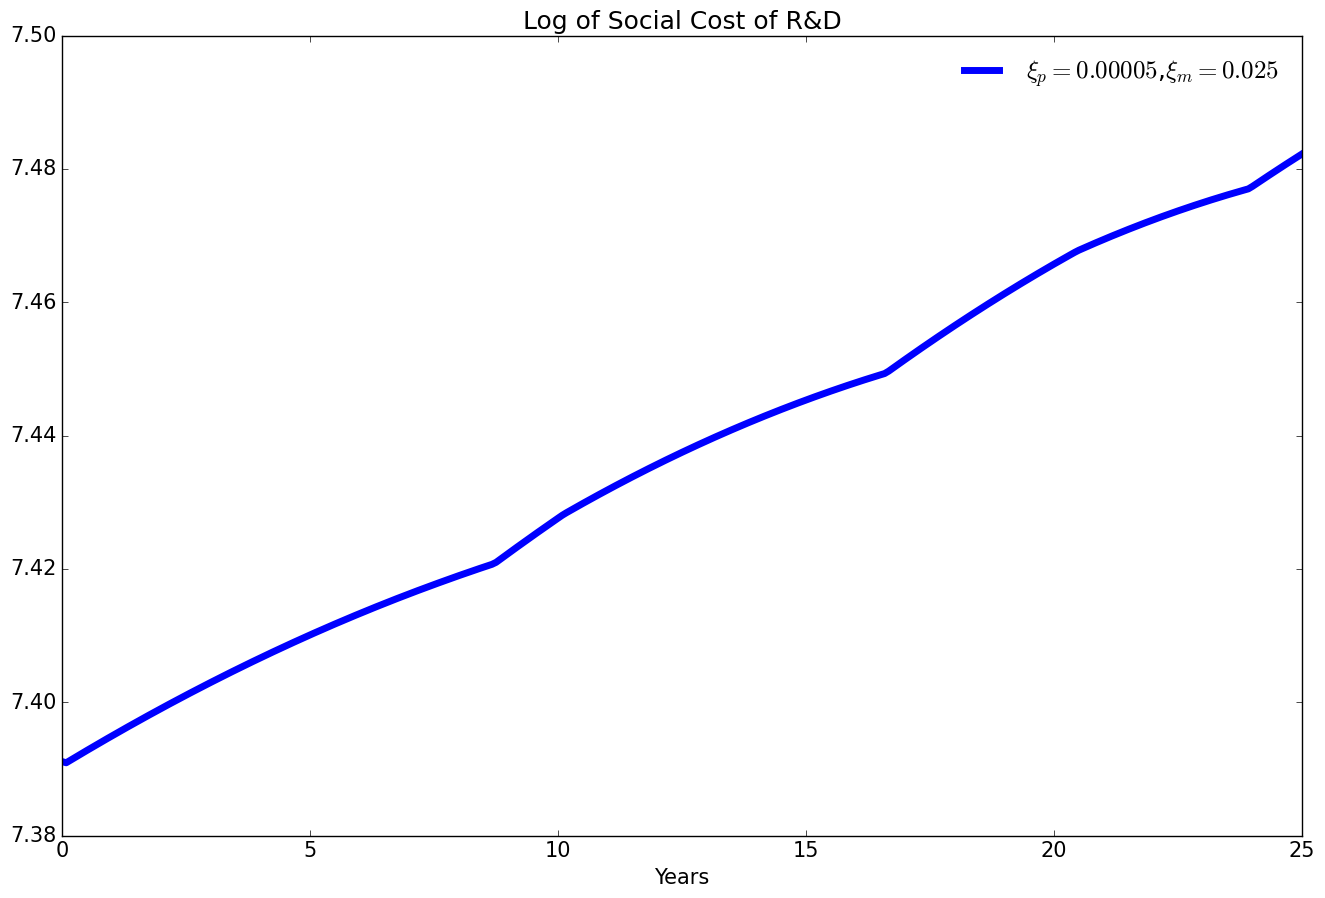 Log of Social Cost of R&D
7.50
ξp = 0.00005,ξm = 0.025
7.48
7.46
7.44
7.42
7.40
7.38
0 5 10 15 20 25
Years